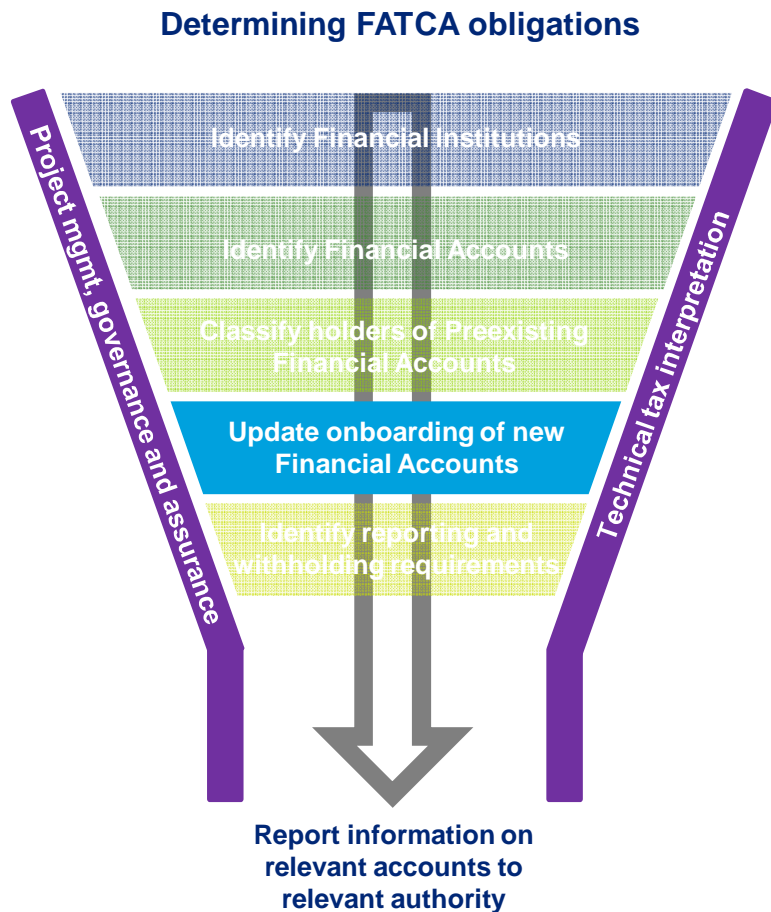 Determining FATCA obligations
Project mgmt, governance and assurance
Technical tax interpretation
Identify Financial Institutions
Identify Financial Accounts
Classify holders of Preexisting
Financial Accounts
Update onboarding of new
Financial Accounts
Identify reporting and
withholding requirements
Report information on
relevant accounts to
relevant authority